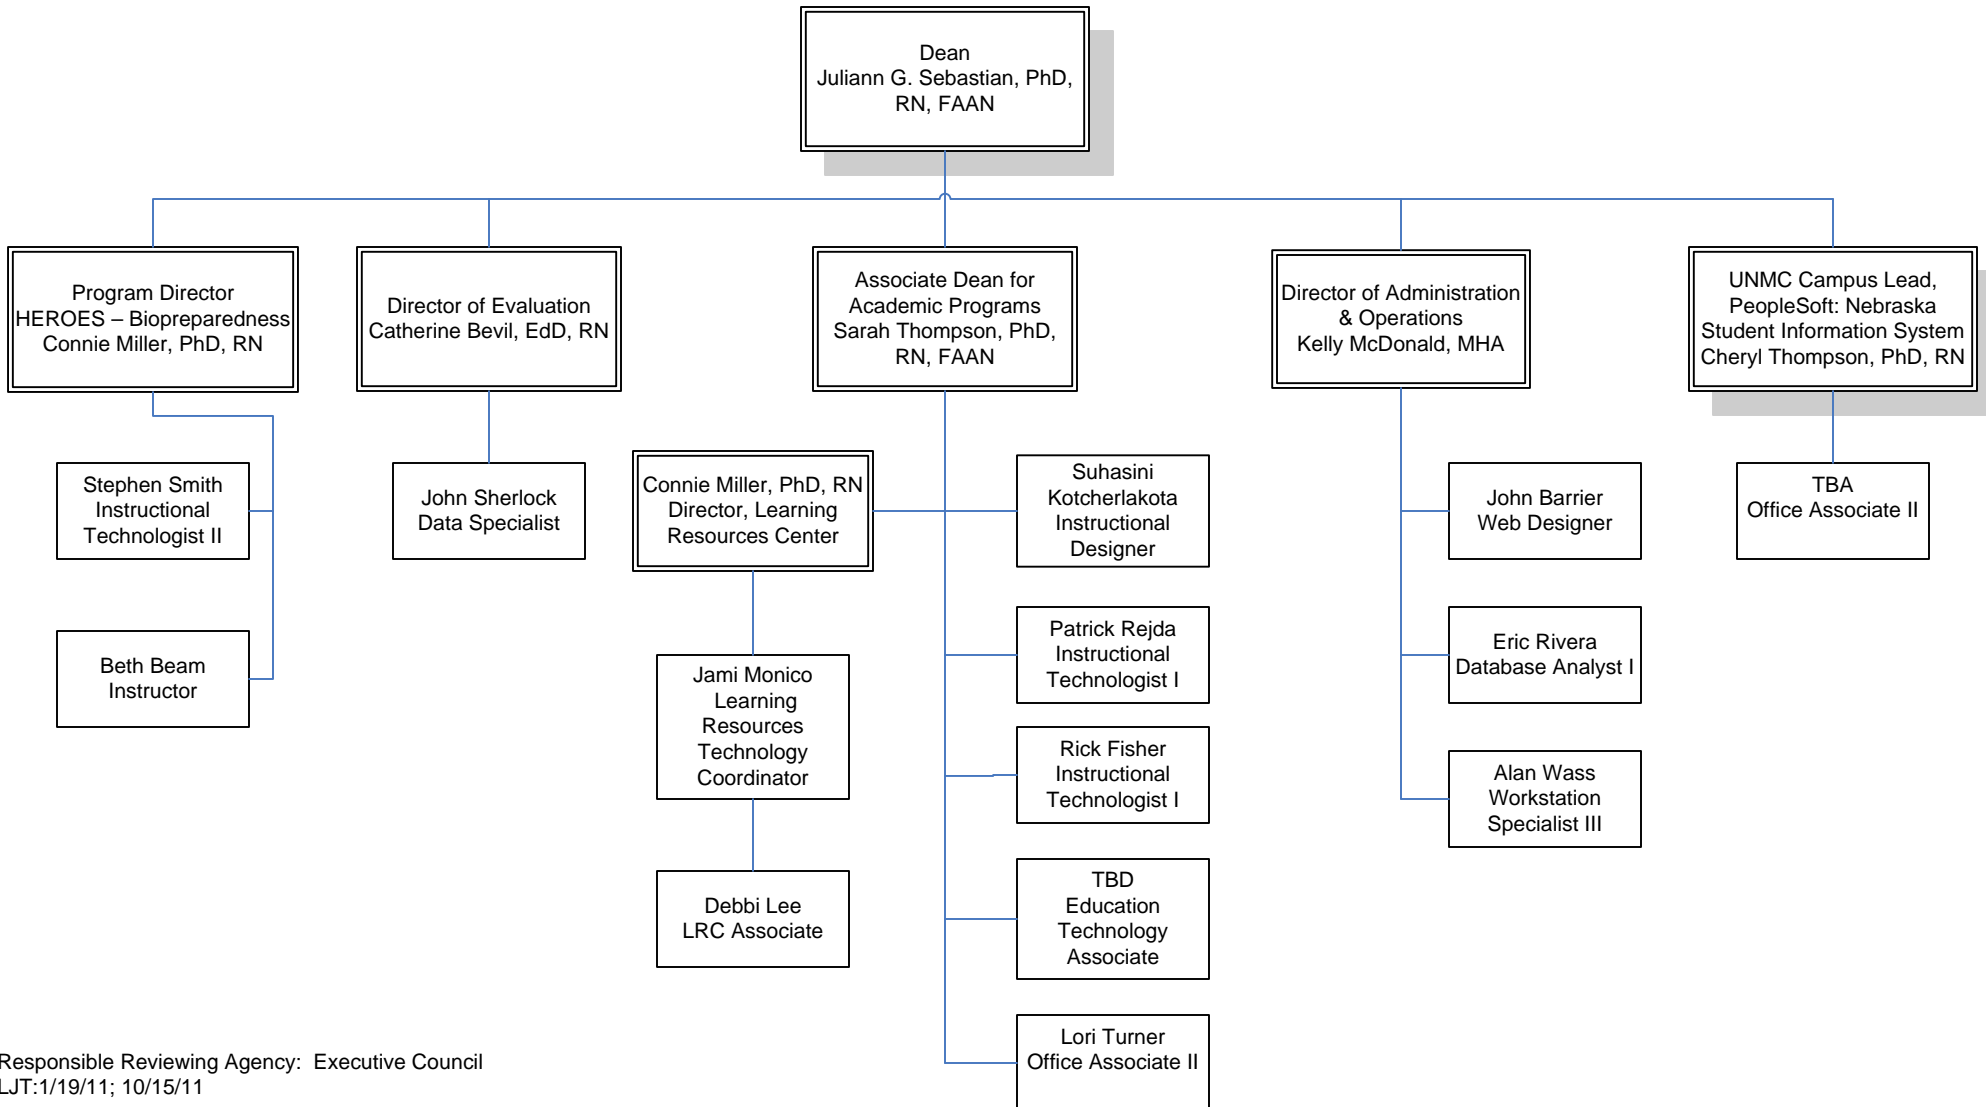 Dean
Juliann G. Sebastian, PhD,
RN, FAAN
Program Director
HEROES – Biopreparedness
Connie Miller, PhD, RN
Director of Evaluation
Catherine Bevil, EdD, RN
Associate Dean for
Academic Programs
Sarah Thompson, PhD,
RN, FAAN
Director of Administration
& Operations
Kelly McDonald, MHA
UNMC Campus Lead,
PeopleSoft: Nebraska
Student Information System
Cheryl Thompson, PhD, RN
Stephen Smith
Instructional
Technologist II
Beth Beam
Instructor
John Sherlock
Data Specialist
Connie Miller, PhD, RN
Director, Learning
Resources Center
Jami Monico
Learning
Resources
Technology
Coordinator
Debbi Lee
LRC Associate
Suhasini
Kotcherlakota
Instructional
Designer
Patrick Rejda
Instructional
Technologist I
Rick Fisher
Instructional
Technologist I
TBD
Education
Technology
Associate
Lori Turner
Office Associate II
John Barrier
Web Designer
Eric Rivera
Database Analyst I
Alan Wass
Workstation
Specialist III
TBA
Office Associate II
Responsible Reviewing Agency: Executive Council
LJT:1/19/11; 10/15/11